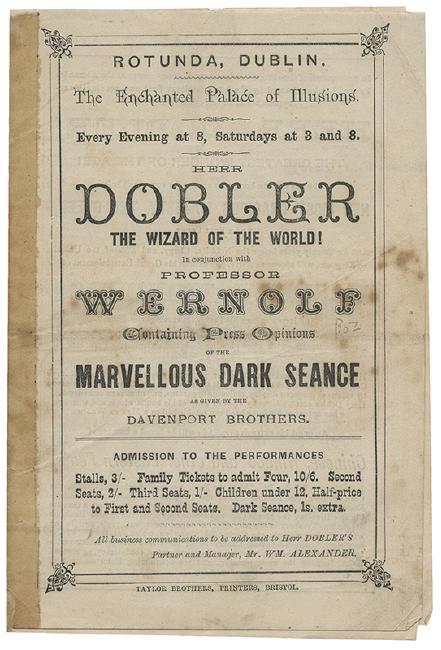 ROTUNDA, DUBLIN.
The Enchanted Palace of Illusions.
Every Evening at 8, Saturdays at 3 and 8.
HERR
DOBLER
THE WIZARD OF THE WORLD!
In conjunction with
PROFESSOR
WERNOLF
Containing Press Opinions
OF THE
MARVELLOUS DARK SEANCE
AS GIVEN BY THE
DAVENPORT BROTHERS.
ADMISSION TO THE PERFORMANCES
Stalls, 3/- Family Tickets to admit Four, 10/6. Second
Seats, 2/- Third Seats, 1/- Children under 12, Half-price
to First and Second Seats. Dark Seance, 1s. extra.
All business communications to be addressed to Herr DOBLER'S
Partner and Manager, Mr. WM. ALEXANDER.
TAYLOR BROTHERS, PRINTERS, BRISTOL.